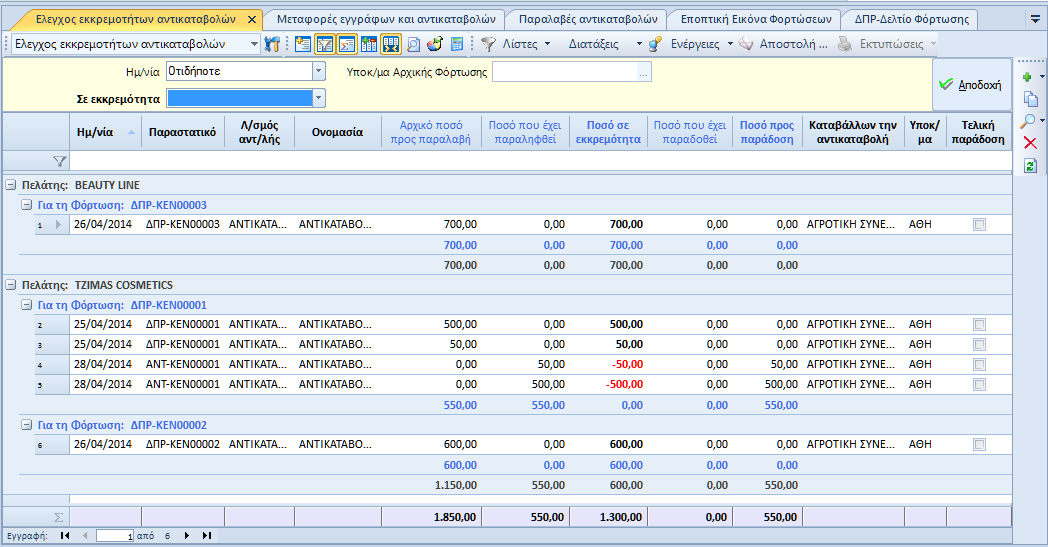 Ελεγχος εκκρεμοτήτων αντικαταβολών Μεταφορές εγγράφων και αντικαταβολών Παραλαβές αντικαταβολών Εποπτική Εικόνα Φορτώσεων ΔΠΡ-Δελτίο Φόρτωσης
Ελεγχος εκκρεμοτήτων αντικαταβολών Λίστες Διατάξεις Ενέργειες Αποστολή ... Εκτυπώσεις
Ημ/νία Οτιδήποτε Υποκ/μα Αρχικής Φόρτωσης ...
Σε εκκρεμότητα
Αποδοχή
Ημ/νία Παραστατικό Λ/σμός αντ/λής Ονομασία Αρχικό ποσό προς παραλαβή Ποσό που έχει παραληφθεί Ποσό σε εκκρεμότητα Ποσό που έχει παραδοθεί Ποσό προς παράδοση Καταβάλλων την αντικαταβολή Υποκ/μα Τελική παράδοση
Πελάτης: BEAUTY LINE
Για τη Φόρτωση: ΔΠΡ-ΚΕΝ00003
1 26/04/2014 ΔΠΡ-ΚΕΝ00003 ΑΝΤΙΚΑΤΑ... ΑΝΤΙΚΑΤΑΒΟ... 700,00 0,00 700,00 0,00 0,00 ΑΓΡΟΤΙΚΗ ΣΥΝΕ... ΑΘΗ
700,00 0,00 700,00 0,00 0,00
700,00 0,00 700,00 0,00 0,00
Πελάτης: TZIMAS COSMETICS
Για τη Φόρτωση: ΔΠΡ-ΚΕΝ00001
2 25/04/2014 ΔΠΡ-ΚΕΝ00001 ΑΝΤΙΚΑΤΑ... ΑΝΤΙΚΑΤΑΒΟ... 500,00 0,00 500,00 0,00 0,00 ΑΓΡΟΤΙΚΗ ΣΥΝΕ... ΑΘΗ
3 25/04/2014 ΔΠΡ-ΚΕΝ00001 ΑΝΤΙΚΑΤΑ... ΑΝΤΙΚΑΤΑΒΟ... 50,00 0,00 50,00 0,00 0,00 ΑΓΡΟΤΙΚΗ ΣΥΝΕ... ΑΘΗ
4 28/04/2014 ΑΝΤ-ΚΕΝ00001 ΑΝΤΙΚΑΤΑ... ΑΝΤΙΚΑΤΑΒΟ... 0,00 50,00 -50,00 0,00 50,00 ΑΓΡΟΤΙΚΗ ΣΥΝΕ... ΑΘΗ
5 28/04/2014 ΑΝΤ-ΚΕΝ00001 ΑΝΤΙΚΑΤΑ... ΑΝΤΙΚΑΤΑΒΟ... 0,00 500,00 -500,00 0,00 500,00 ΑΓΡΟΤΙΚΗ ΣΥΝΕ... ΑΘΗ
550,00 550,00 0,00 0,00 550,00
Για τη Φόρτωση: ΔΠΡ-ΚΕΝ00002
6 26/04/2014 ΔΠΡ-ΚΕΝ00002 ΑΝΤΙΚΑΤΑ... ΑΝΤΙΚΑΤΑΒΟ... 600,00 0,00 600,00 0,00 0,00 ΑΓΡΟΤΙΚΗ ΣΥΝΕ... ΑΘΗ
600,00 0,00 600,00 0,00 0,00
1.150,00 550,00 600,00 0,00 550,00
Σ 1.850,00 550,00 1.300,00 0,00 550,00
Εγγραφή: 1 από 6